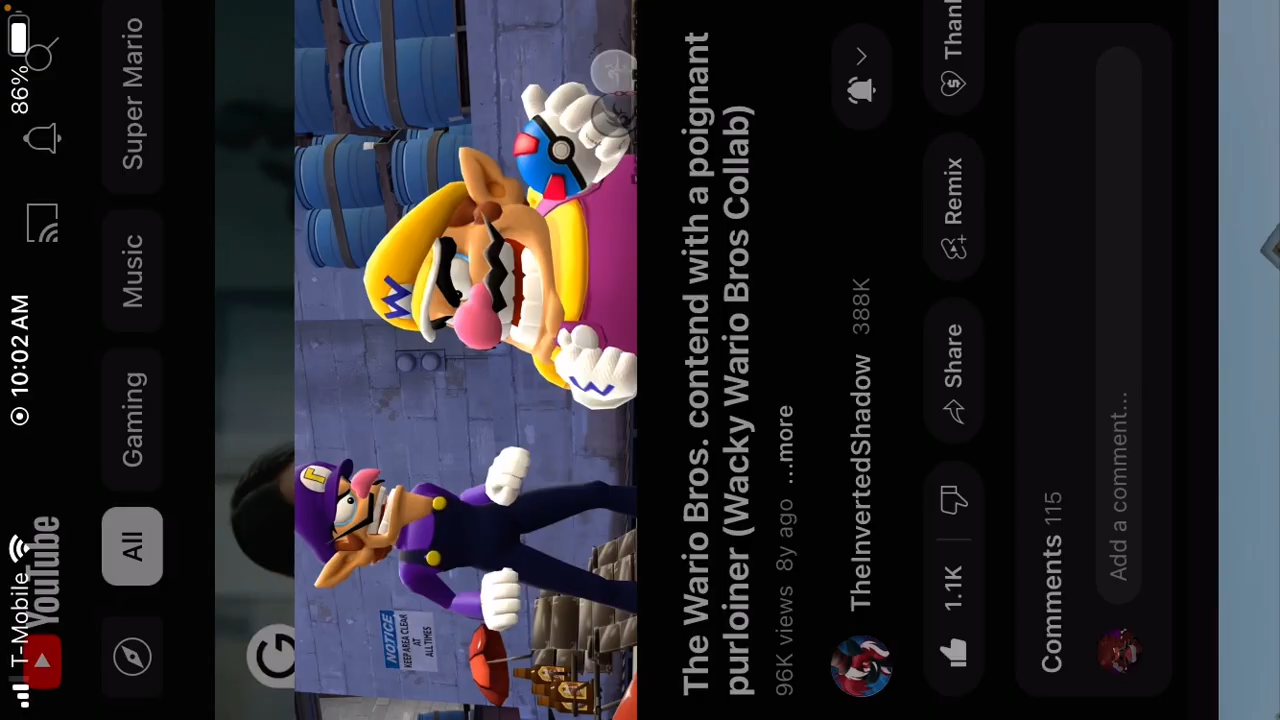 T-Mobile 10:02 AM 86%
YouTube
All Gaming Music Super Mario
NOTICE
KEEP AREA CLEAR
AT
ALL TIMES
The Wario Bros. contend with a poignant
purloiner (Wacky Wario Bros Collab)
96K views 8y ago ...more
TheInvertedShadow 388K
1.1K Share Remix Than
Comments 115
Add a comment...